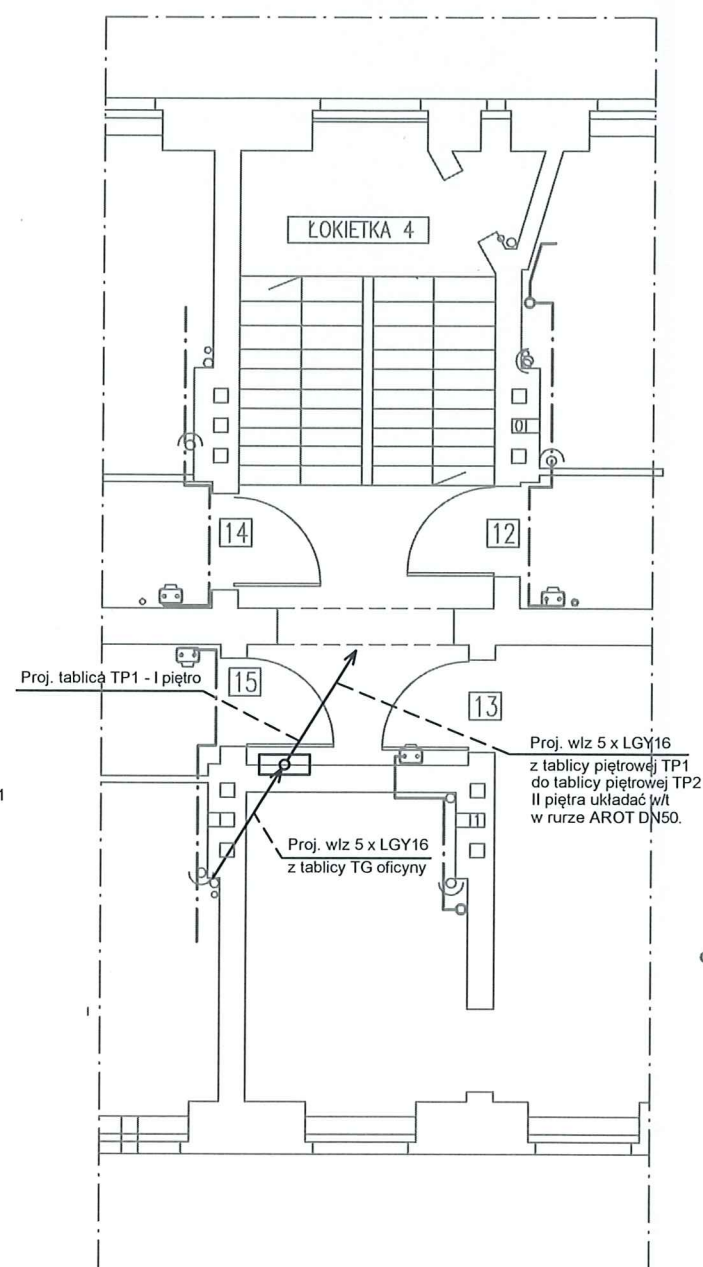 ŁOKIETKA 4
0
14
12
Proj. tablica TP1 - I piętro
15
13
Proj. wlz 5 x LGY16
z tablicy piętrowej TP1
do tablicy piętrowej TP2
II piętra układać w/t
w rurze AROT DN50.
1
11
Proj. wlz 5 x LGY16
z tablicy TG oficyny